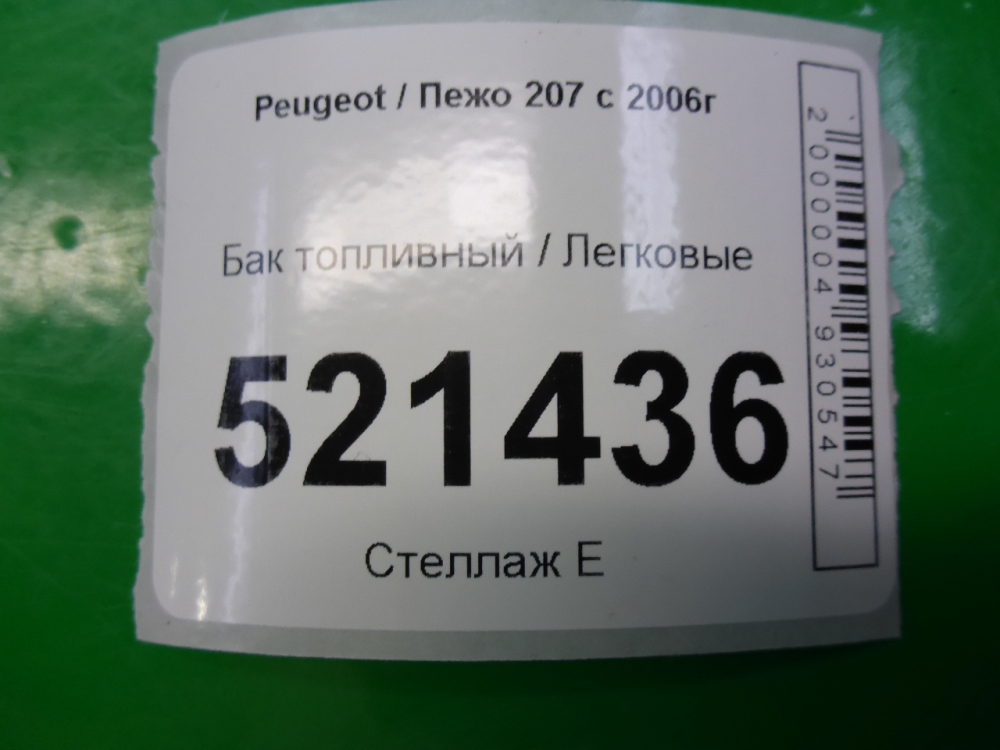 Peugeot / Пежо 207 с 2006г
Бак топливный / Легковые
521436
Стеллаж Е
2000004930547